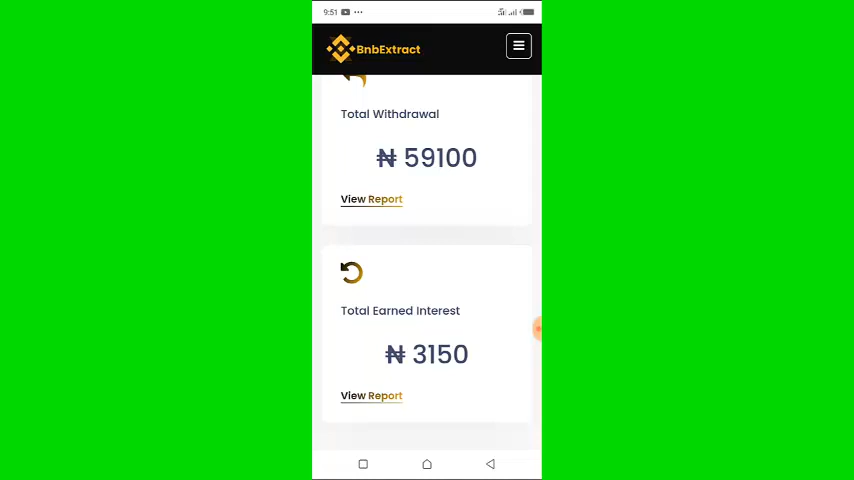 9:51
BnbExtract
Total Withdrawal
₦ 59100
View Report
Total Earned Interest
₦ 3150
View Report